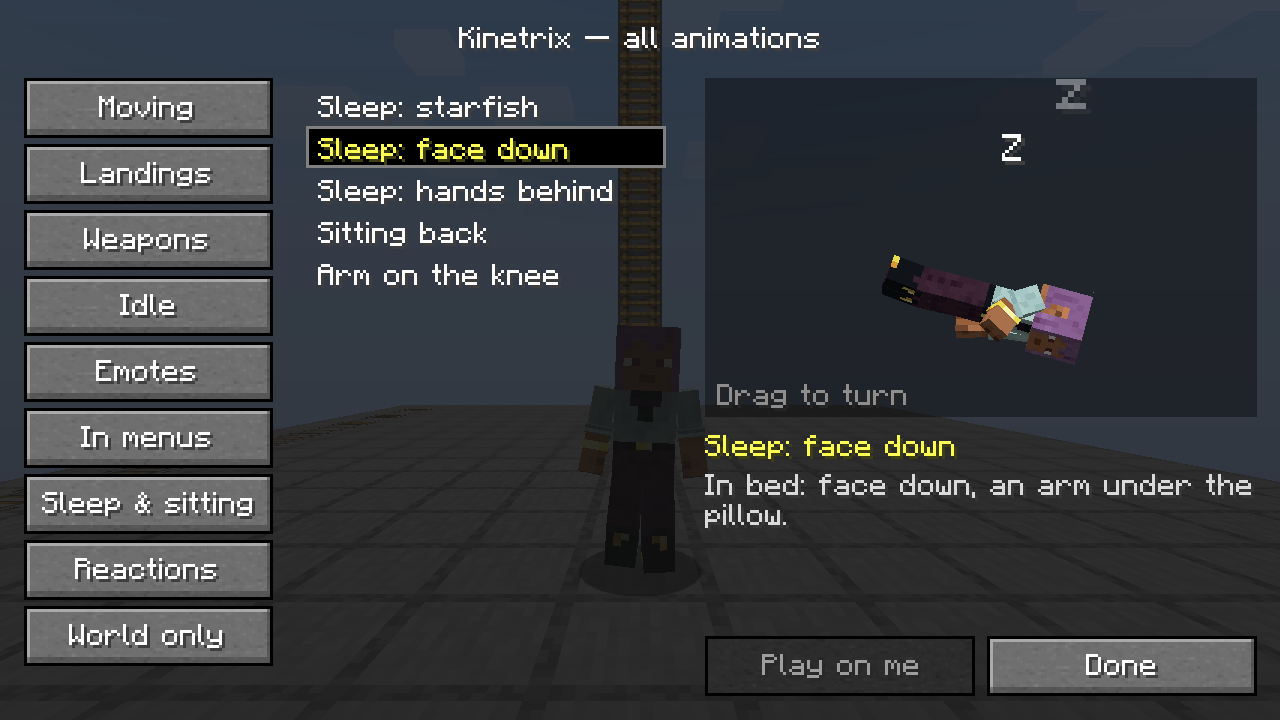 Kinetrix — all animations
Moving
Landings
Weapons
Idle
Emotes
In menus
Sleep & sitting
Reactions
World only
Sleep: starfish
Sleep: face down
Sleep: hands behind
Sitting back
Arm on the knee
Z
Z
Drag to turn
Sleep: face down
In bed: face down, an arm under the
pillow.
Play on me
Done